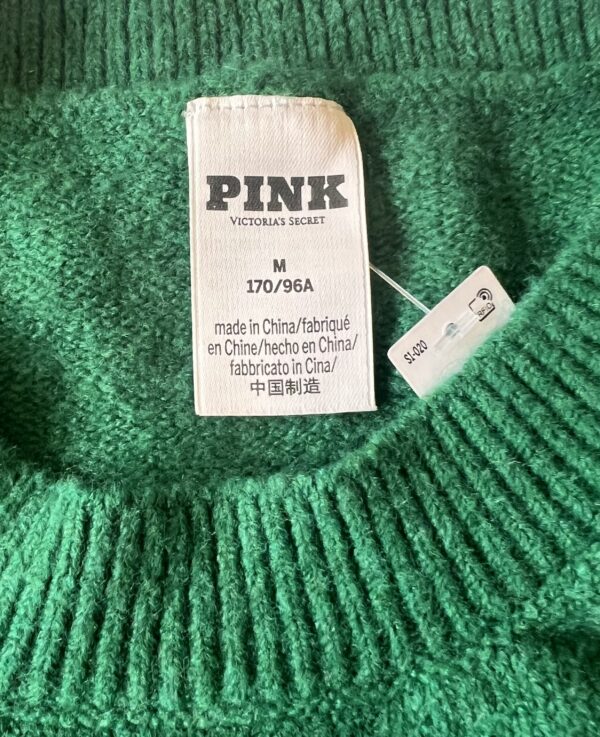 PINK
VICTORIA'S SECRET
M
170/96A
made in China/fabriqué
en Chine/hecho en China/
fabbricato in Cina/
中国制造
SI-020
RFID